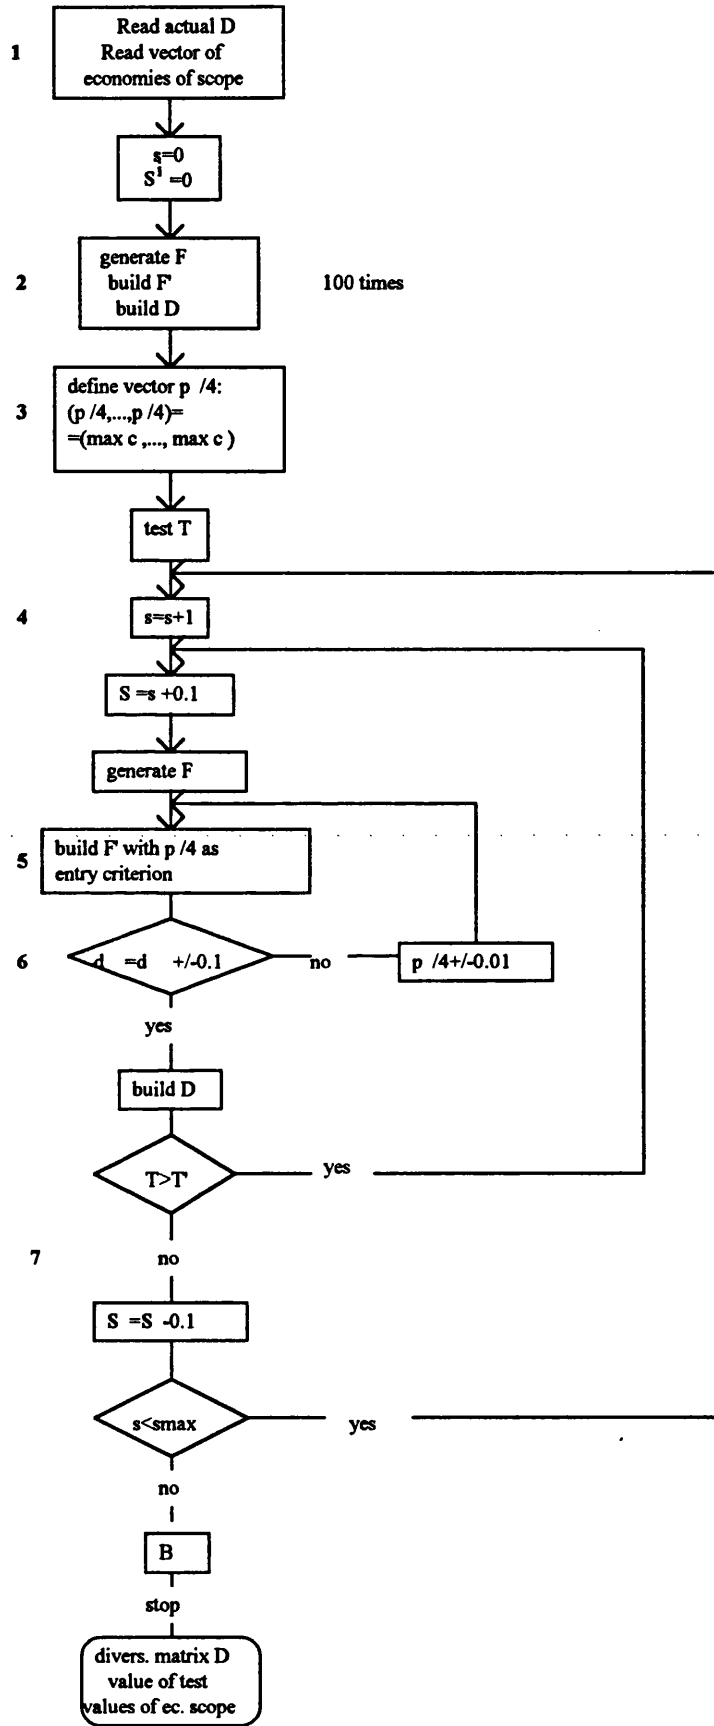 1
Read actual D
Read vector of
economies of scope
s=0
S¹ =0
2
generate F
build F'
build D
100 times
3
define vector p /4:
(p /4,...,p /4)=
=(max c ,..., max c )
test T
4
s=s+1
S =s +0.1
generate F
5
build F' with p /4 as
entry criterion
6
d =d +/-0.1
no
p /4+/-0.01
yes
build D
T>T'
yes
7
no
S =S -0.1
s<smax
yes
no
B
stop
divers. matrix D
value of test
values of ec. scope